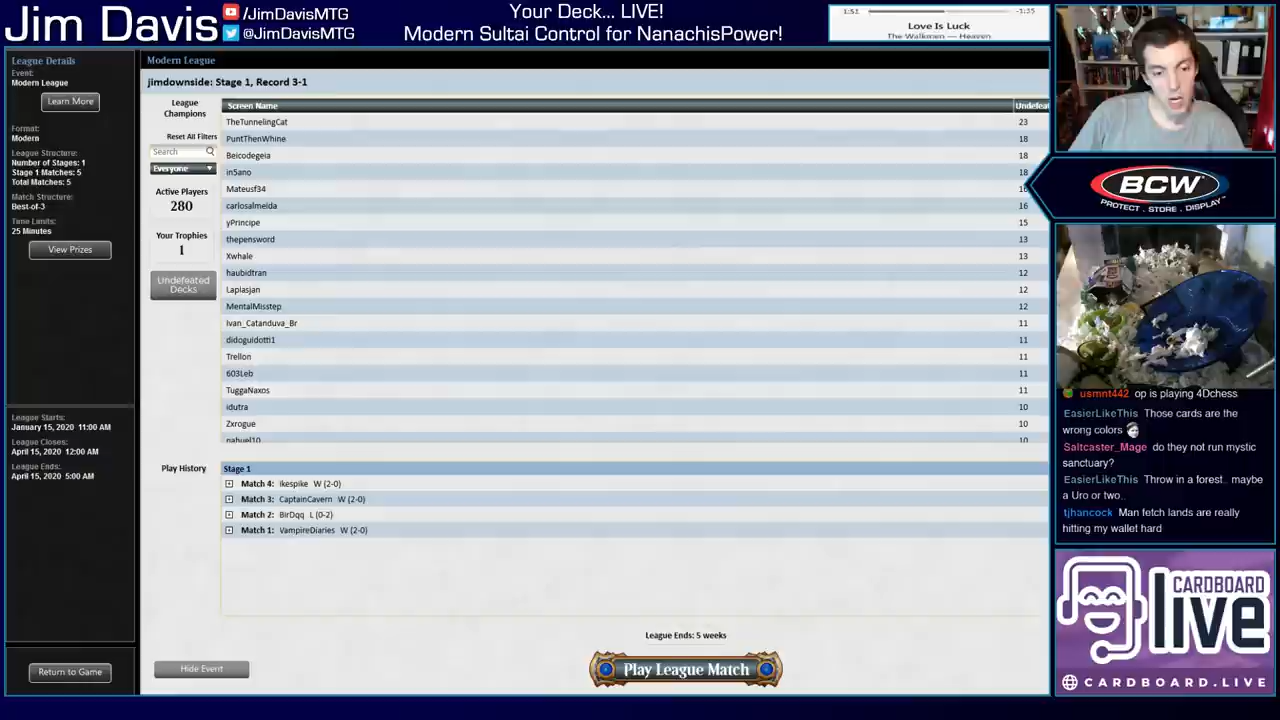 Jim Davis
/JimDavisMTG
@JimDavisMTG
Your Deck... LIVE!
Modern Sultai Control for NanachisPower!
1:51
-1:35
Love Is Luck
The Walkmen — Heaven
League Details
Event:
Modern League
Learn More
Format:
Modern
League Structure:
Number of Stages: 1
Stage 1 Matches: 5
Total Matches: 5
Match Structure:
Best-of-3
Time Limits:
25 Minutes
View Prizes
League Starts:
January 15, 2020 11:00 AM
League Closes:
April 15, 2020 12:00 AM
League Ends:
April 15, 2020 5:00 AM
Return to Game
Modern League
jimdownside: Stage 1, Record 3-1
League
Champions
Reset All Filters
Search
Everyone
Active Players
280
Your Trophies
1
Undefeated
Decks
Screen Name Undefeat
TheTunnelingCat 23
PuntThenWhine 18
Beicodegeia 18
in5ano 18
Mateusf34 16
carlosalmeida 16
yPrincipe 15
thepensword 13
Xwhale 13
haubidtran 12
Laplasjan 12
MentalMisstep 12
Ivan_Catanduva_Br 11
didoguidotti1 11
Trellon 11
603Leb 11
TuggaNaxos 11
idutra 10
Zxrogue 10
nahuel10 10
Play History
Stage 1
Match 4: Ikespike W (2-0)
Match 3: CaptainCavern W (2-0)
Match 2: BirDqq L (0-2)
Match 1: VampireDiaries W (2-0)
League Ends: 5 weeks
Hide Event
Play League Match
BCW
PROTECT. STORE. DISPLAY.
usmnt442 op is playing 4Dchess
EasierLikeThis Those cards are the
wrong colors
Saltcaster_Mage do they not run mystic
sanctuary?
EasierLikeThis Throw in a forest.. maybe
a Uro or two..
tjhancock Man fetch lands are really
hitting my wallet hard
CARDBOARD
live
CARDBOARD.LIVE